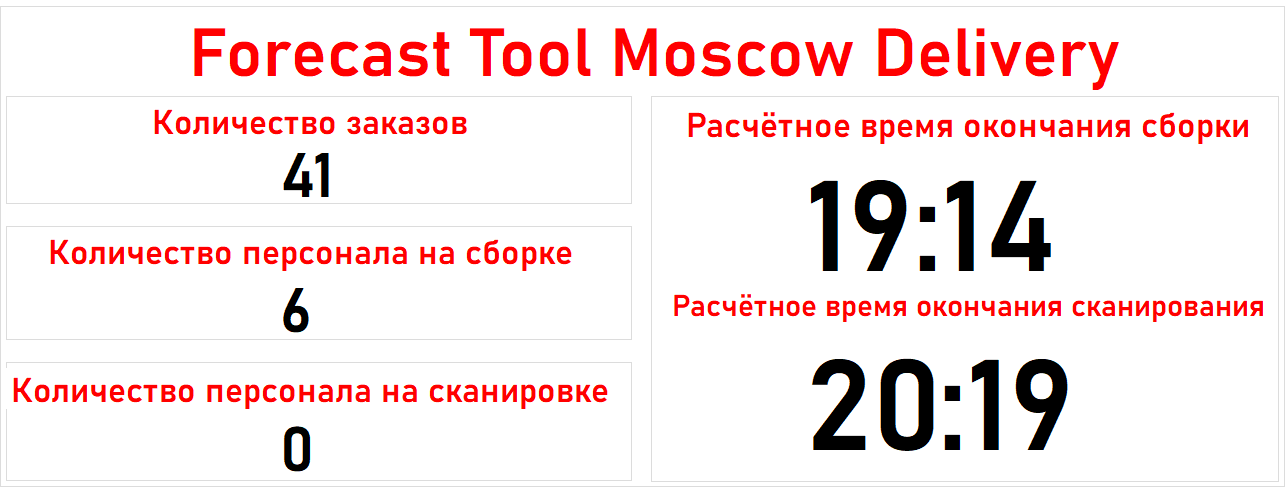 Forecast Tool Moscow Delivery
Количество заказов
41
Количество персонала на сборке
6
Количество персонала на сканировке
0
Расчётное время окончания сборки
19:14
Расчётное время окончания сканирования
20:19